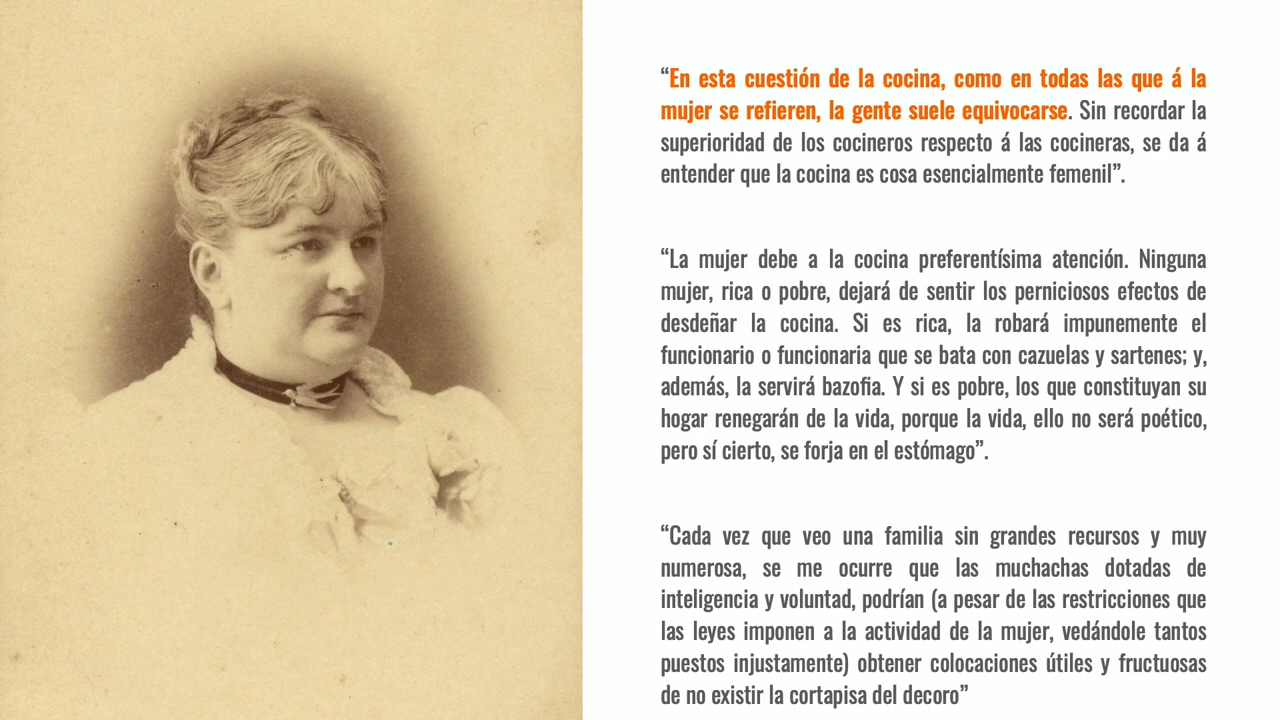 “En esta cuestión de la cocina, como en todas las que á la
mujer se refieren, la gente suele equivocarse. Sin recordar la
superioridad de los cocineros respecto á las cocineras, se da á
entender que la cocina es cosa esencialmente femenil”.
“La mujer debe a la cocina preferentísima atención. Ninguna
mujer, rica o pobre, dejará de sentir los perniciosos efectos de
desdeñar la cocina. Si es rica, la robará impunemente el
funcionario o funcionaria que se bata con cazuelas y sartenes; y,
además, la servirá bazofia. Y si es pobre, los que constituyan su
hogar renegarán de la vida, porque la vida, ello no será poético,
pero sí cierto, se forja en el estómago”.
“Cada vez que veo una familia sin grandes recursos y muy
numerosa, se me ocurre que las muchachas dotadas de
inteligencia y voluntad, podrían (a pesar de las restricciones que
las leyes imponen a la actividad de la mujer, vedándole tantos
puestos injustamente) obtener colocaciones útiles y fructuosas
de no existir la cortapisa del decoro”